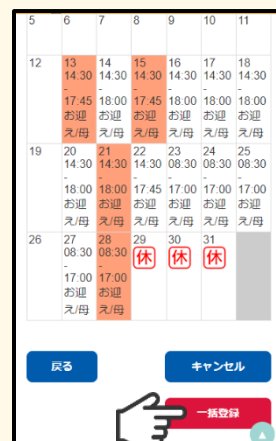 5 6 7 8 9 10 11
12 13 14 15 16 17 18
14:30 14:30 14:30 14:30 14:30 14:30
- - - - - -
17:45 18:00 17:45 18:00 18:00 18:00
お迎 お迎 お迎 お迎 お迎 お迎
え/母 え/母 え/母 え/母 え/母 え/母
19 20 21 22 23 24 25
14:30 14:30 14:30 08:30 08:30 08:30
- - - - - -
18:00 18:00 17:45 17:00 17:00 17:00
お迎 お迎 お迎 お迎 お迎 お迎
え/母 え/母 え/母 え/母 え/母 え/母
26 27 28 29 30 31
08:30 08:30 休 休 休
- -
17:00 17:00
お迎 お迎
え/母 え/母
戻る キャンセル
一括登録